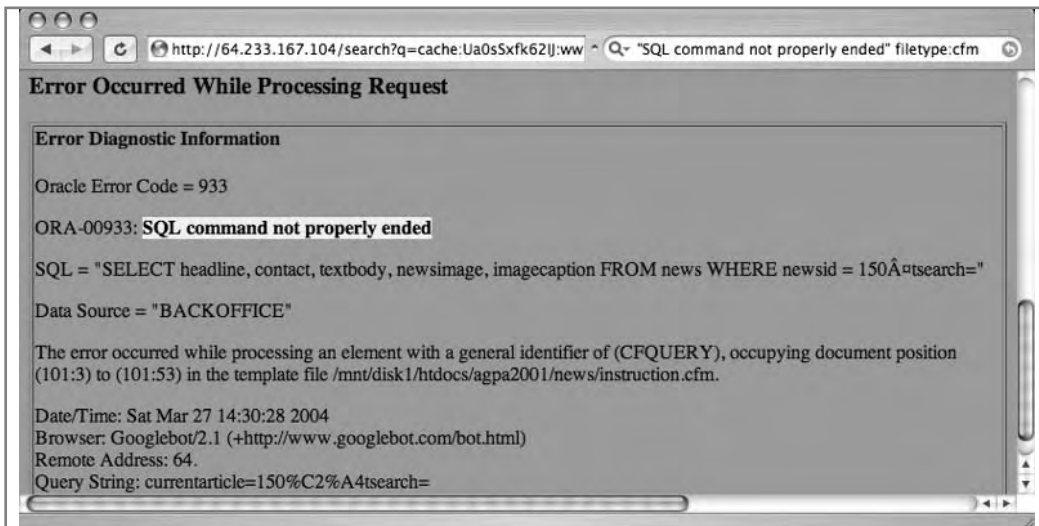 http://64.233.167.104/search?q=cache:Ua0sSxfk62IJ:ww "SQL command not properly ended" filetype:cfm
Error Occurred While Processing Request
Error Diagnostic Information
Oracle Error Code = 933
ORA-00933: SQL command not properly ended
SQL = "SELECT headline, contact, textbody, newsimage, imagecaption FROM news WHERE newsid = 150Â¤tsearch="
Data Source = "BACKOFFICE"
The error occurred while processing an element with a general identifier of (CFQUERY), occupying document position
(101:3) to (101:53) in the template file /mnt/disk1/htdocs/agpa2001/news/instruction.cfm.
Date/Time: Sat Mar 27 14:30:28 2004
Browser: Googlebot/2.1 (+http://www.googlebot.com/bot.html)
Remote Address: 64.
Query String: currentarticle=150%C2%A4tsearch=